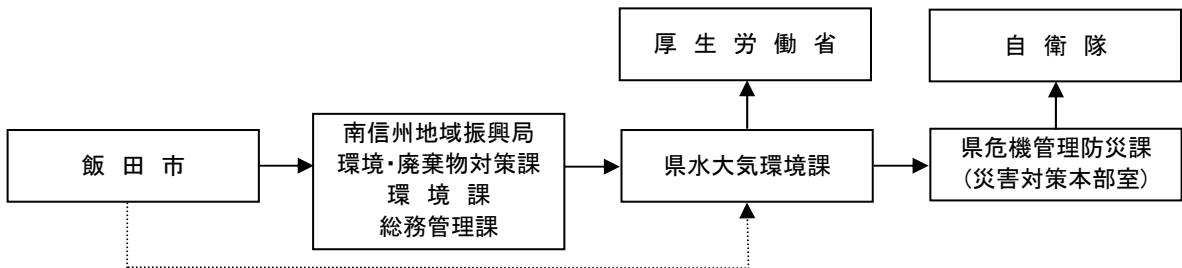 厚 生 労 働 省
自 衛 隊
飯 田 市
南信州地域振興局
環境・廃棄物対策課
環 境 課
総務管理課
県水大気環境課
県危機管理防災課
（災害対策本部室）